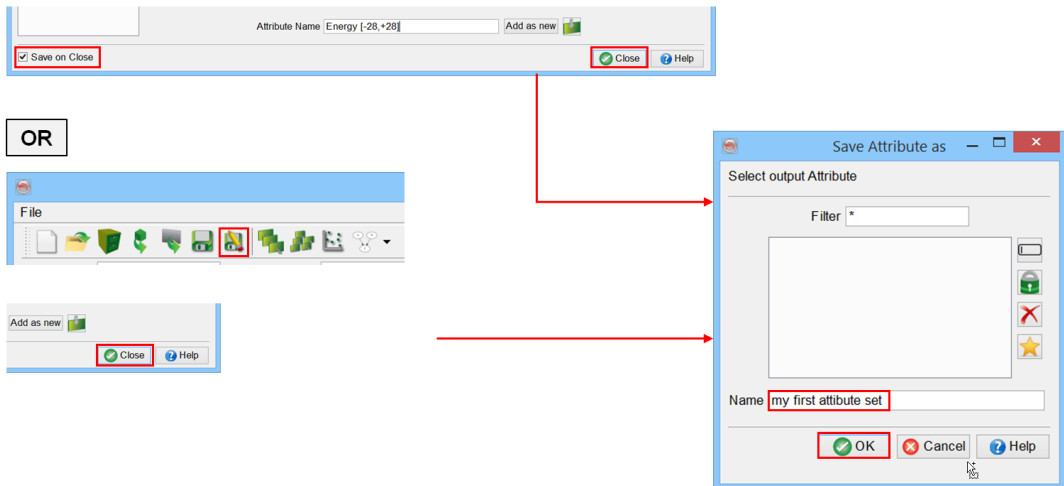 Attribute Name Energy [-28,+28] Add as new
Save on Close Close Help
OR
File
Add as new
Close Help
Save Attribute as
Select output Attribute
Filter *
Name my first attibute set
OK Cancel Help